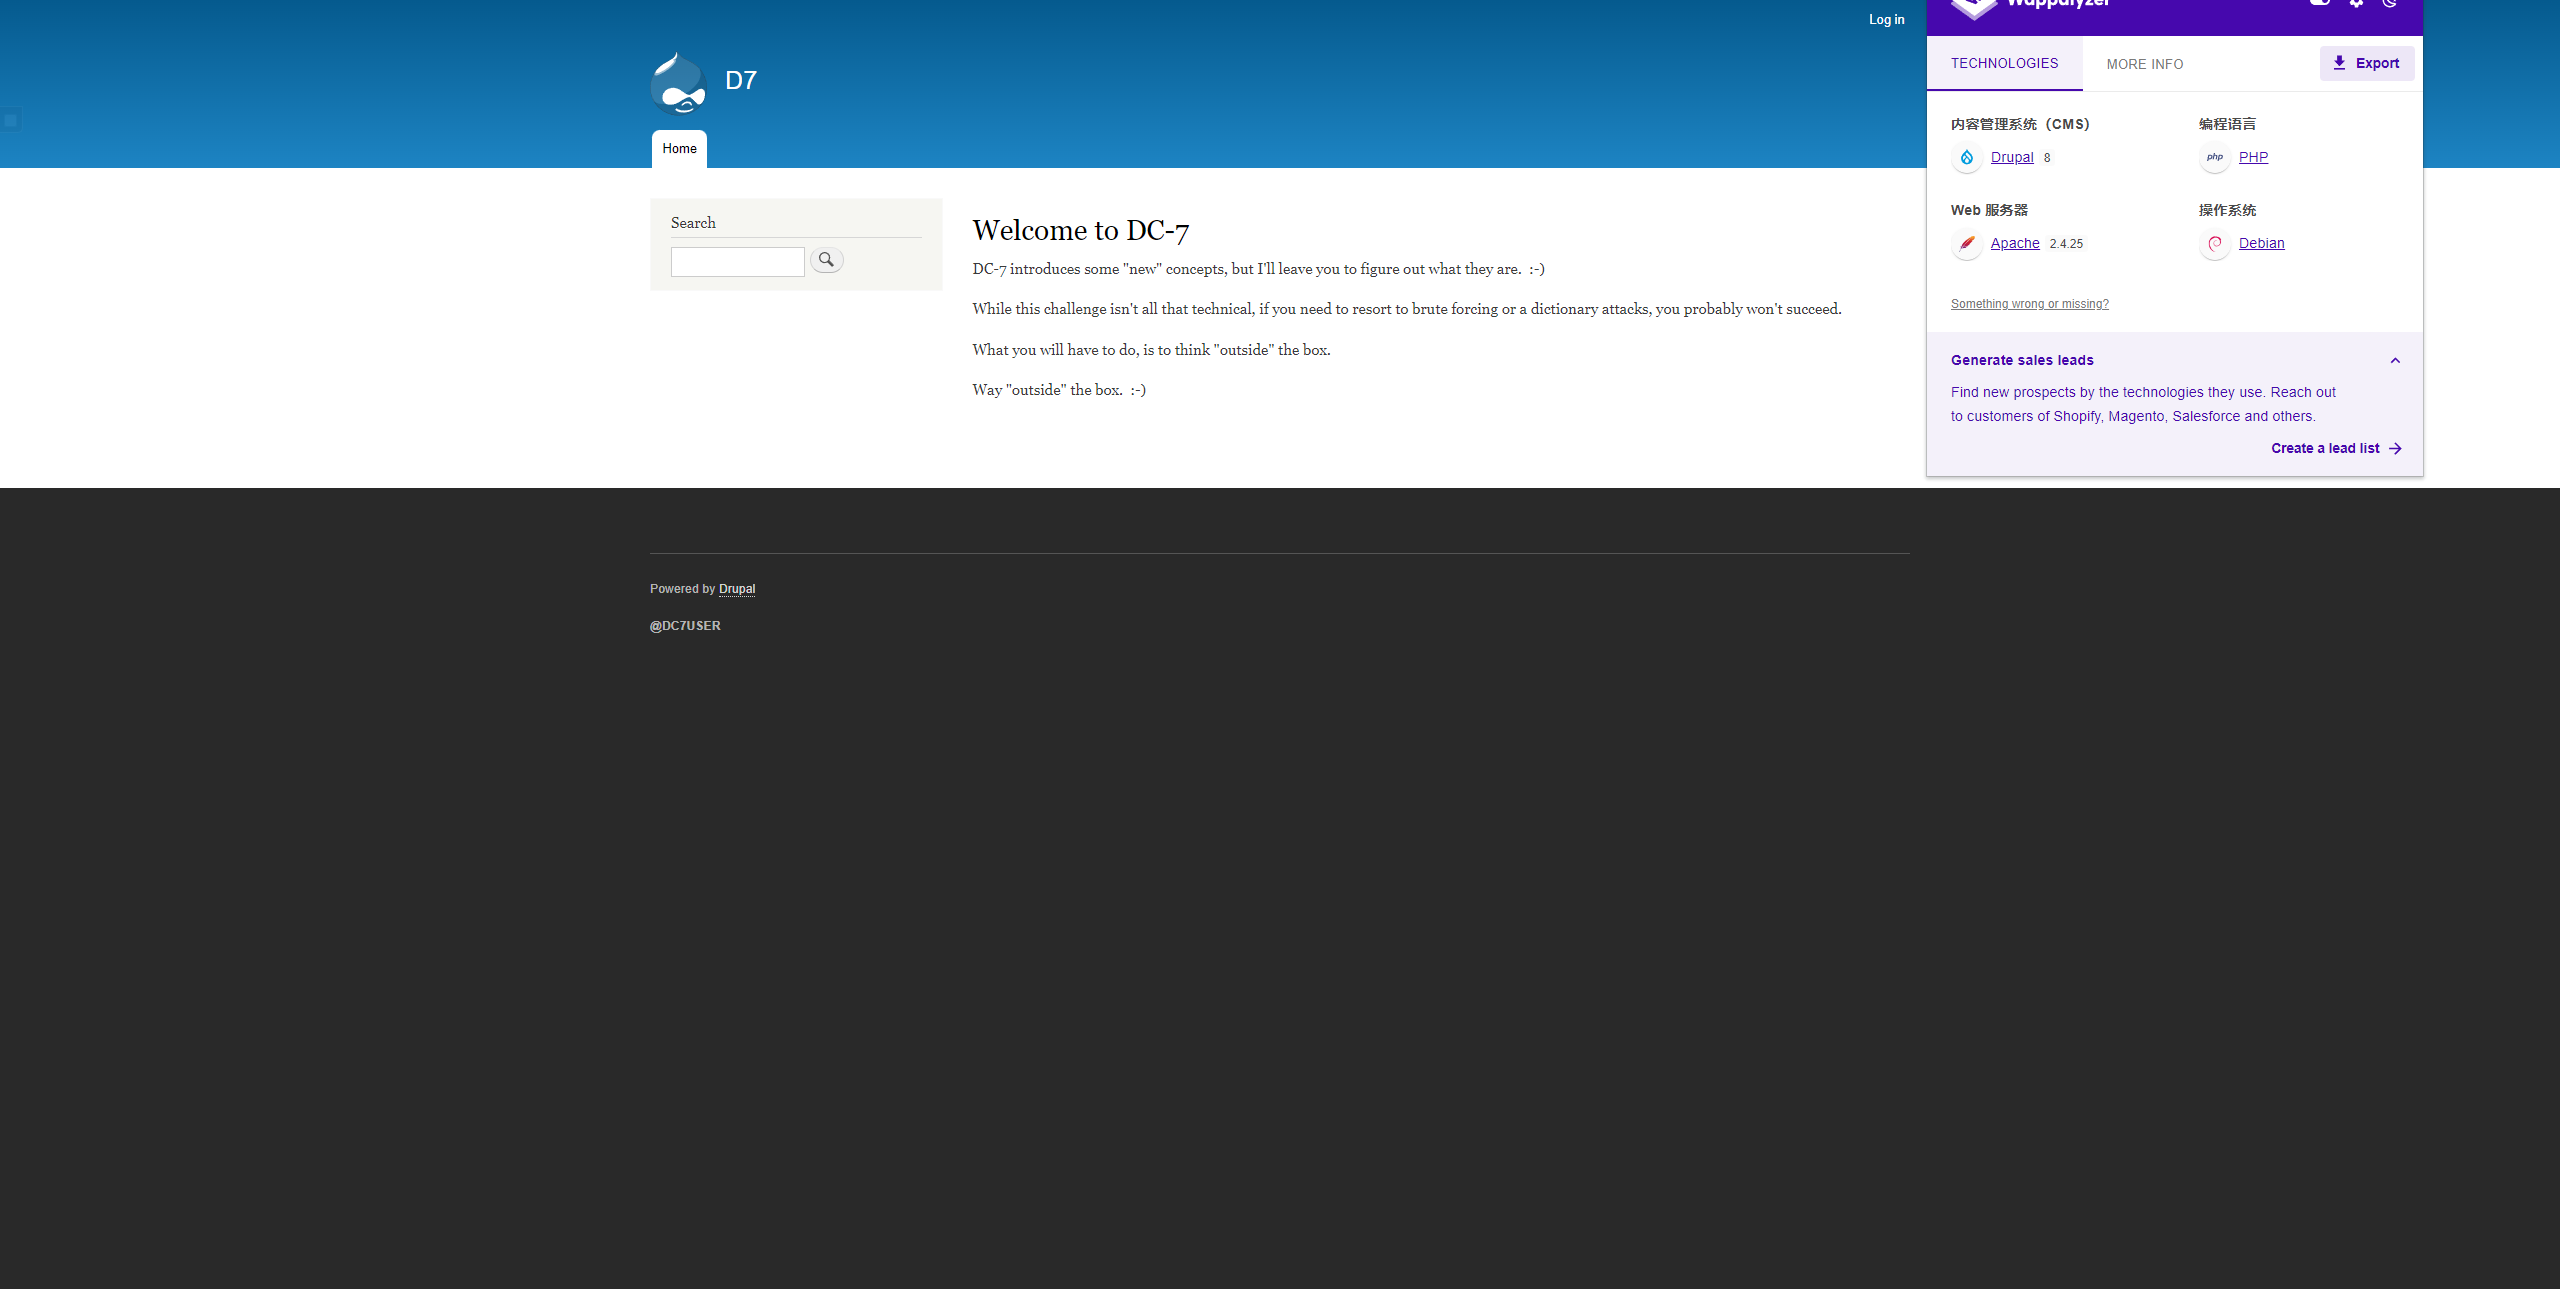 Log in
D7
Home
Search
Welcome to DC-7
DC-7 introduces some "new" concepts, but I'll leave you to figure out what they are.  :-)
While this challenge isn't all that technical, if you need to resort to brute forcing or a dictionary attacks, you probably won't succeed.
What you will have to do, is to think "outside" the box.
Way "outside" the box.  :-)
Powered by Drupal
@DC7USER
Wappalyzer
TECHNOLOGIES
MORE INFO
Export
内容管理系统（CMS）
Drupal 8
编程语言
php PHP
Web 服务器
Apache 2.4.25
操作系统
Debian
Something wrong or missing?
Generate sales leads
Find new prospects by the technologies they use. Reach out
to customers of Shopify, Magento, Salesforce and others.
Create a lead list